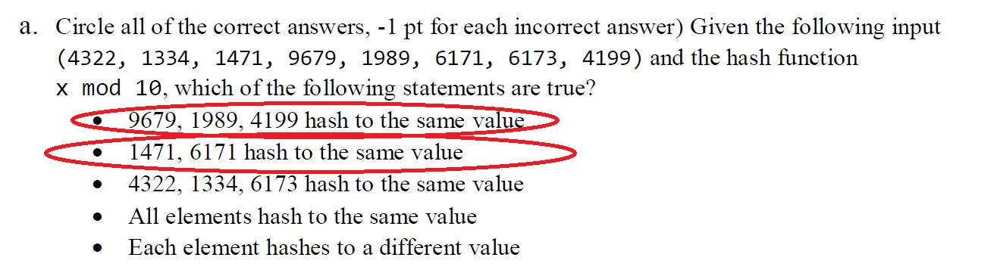 a. Circle all of the correct answers, -1 pt for each incorrect answer) Given the following input
(4322, 1334, 1471, 9679, 1989, 6171, 6173, 4199) and the hash function
x mod 10, which of the following statements are true?
• 9679, 1989, 4199 hash to the same value
• 1471, 6171 hash to the same value
• 4322, 1334, 6173 hash to the same value
• All elements hash to the same value
• Each element hashes to a different value